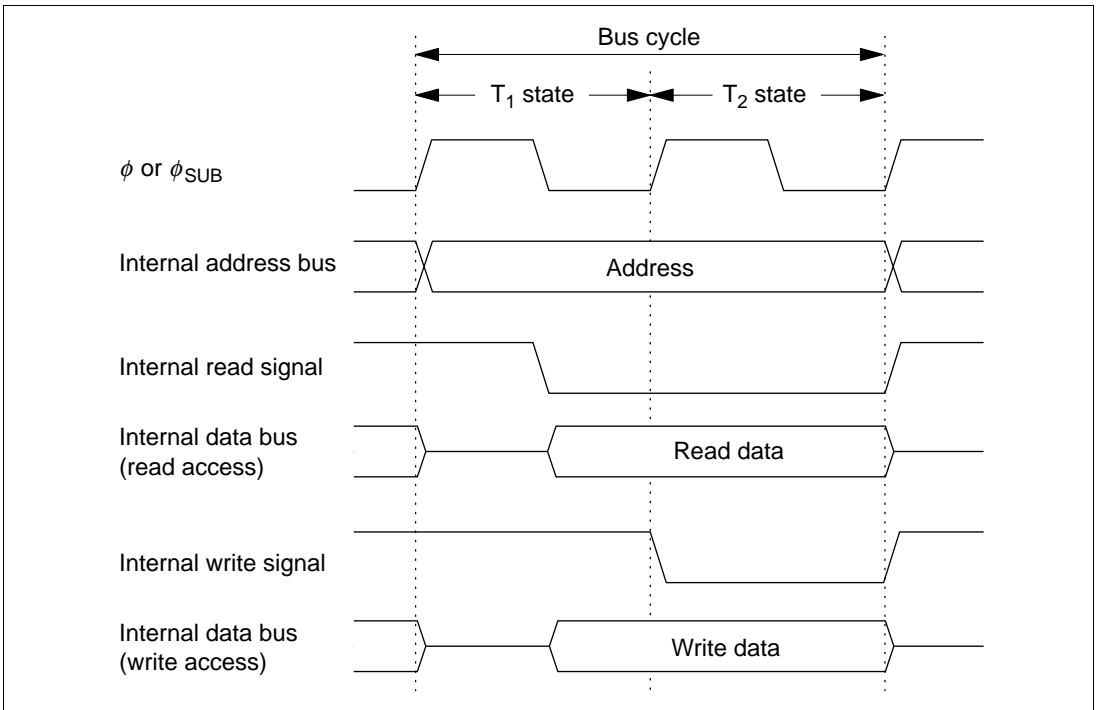 Bus cycle
T₁ state
T₂ state
ϕ or ϕSUB
Internal address bus
Address
Internal read signal
Internal data bus
(read access)
Read data
Internal write signal
Internal data bus
(write access)
Write data